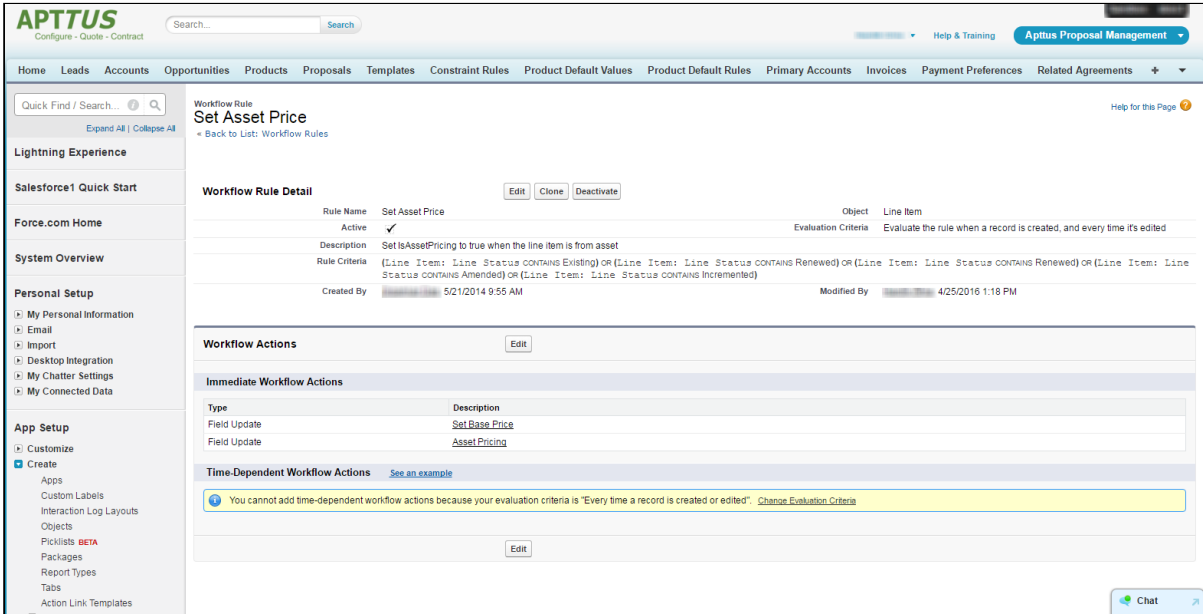 APTTUS
Configure - Quote - Contract
Search...
Search
Help & Training
Apttus Proposal Management
Home Leads Accounts Opportunities Products Proposals Templates Constraint Rules Product Default Values Product Default Rules Primary Accounts Invoices Payment Preferences Related Agreements +
Quick Find / Search...
Expand All | Collapse All
Lightning Experience
Salesforce1 Quick Start
Force.com Home
System Overview
Personal Setup
My Personal Information
Email
Import
Desktop Integration
My Chatter Settings
My Connected Data
App Setup
Customize
Create
Apps
Custom Labels
Interaction Log Layouts
Objects
Picklists BETA
Packages
Report Types
Tabs
Action Link Templates
Workflow Rule
Set Asset Price
« Back to List: Workflow Rules
Help for this Page ?
Workflow Rule Detail
Edit Clone Deactivate
Rule Name Set Asset Price Object Line Item
Active ✓ Evaluation Criteria Evaluate the rule when a record is created, and every time it's edited
Description Set IsAssetPricing to true when the line item is from asset
Rule Criteria (Line Item: Line Status CONTAINS Existing) OR (Line Item: Line Status CONTAINS Renewed) OR (Line Item: Line Status CONTAINS Renewed) OR (Line Item: Line
Status CONTAINS Amended) OR (Line Item: Line Status CONTAINS Incremented)
Created By 5/21/2014 9:55 AM Modified By 4/25/2016 1:18 PM
Workflow Actions Edit
Immediate Workflow Actions
Type Description
Field Update Set Base Price
Field Update Asset Pricing
Time-Dependent Workflow Actions See an example
You cannot add time-dependent workflow actions because your evaluation criteria is "Every time a record is created or edited". Change Evaluation Criteria
Edit
Chat